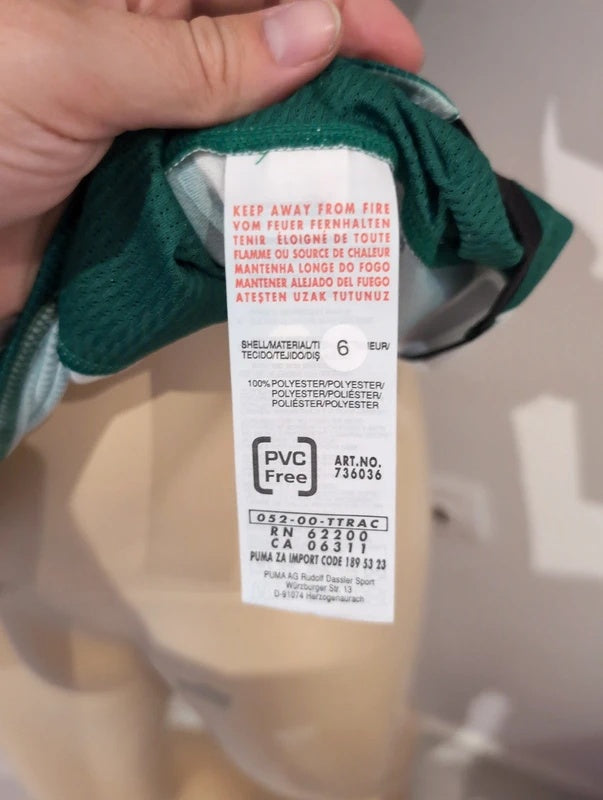 KEEP AWAY FROM FIRE
VOM FEUER FERNHALTEN
TENIR ÉLOIGNÉ DE TOUTE
FLAMME OU SOURCE DE CHALEUR
MANTENHA LONGE DO FOGO
MANTENER ALEJADO DEL FUEGO
ATEŞTEN UZAK TUTUNUZ
SHELL/MATERIAL/TI 6 IEUR/
TECIDO/TEJIDO/DIŞ
100% POLYESTER/POLYESTER/
POLYESTER/POLIÉSTER/
POLIÉSTER/POLYESTER
PVC
Free
ART.NO.
736036
052-00-TTRAC
RN 62200
CA 06311
PUMA ZA IMPORT CODE 189 53 23
PUMA AG Rudolf Dassler Sport
Würzburger Str. 13
D-91074 Herzogenaurach